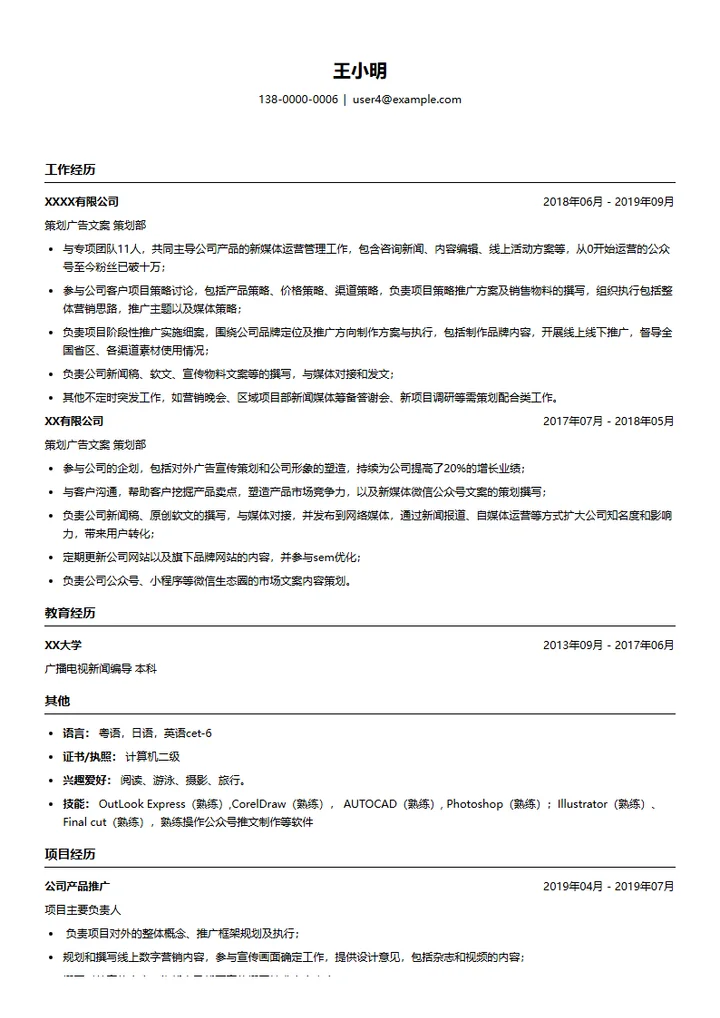 王小明
138-0000-0006 | user4@example.com
工作经历
XXXX有限公司 2018年06月 - 2019年09月
策划广告文案 策划部
• 与专项团队11人，共同主导公司产品的新媒体运营管理工作，包含咨询新闻、内容编辑、线上活动方案等，从0开始运营的公众
号至今粉丝已破十万；
• 参与公司客户项目策略讨论，包括产品策略、价格策略、渠道策略，负责项目策略推广方案及销售物料的撰写，组织执行包括整
体营销思路，推广主题以及媒体策略；
• 负责项目阶段性推广实施细案，围绕公司品牌定位及推广方向制作方案与执行，包括制作品牌内容，开展线上线下推广，督导全
国省区、各渠道素材使用情况；
• 负责公司新闻稿、软文、宣传物料文案等的撰写，与媒体对接和发文；
• 其他不定时突发工作，如营销晚会、区域项目部新闻媒体筹备答谢会、新项目调研等需策划配合类工作。
XX有限公司 2017年07月 - 2018年05月
策划广告文案 策划部
• 参与公司的企划，包括对外广告宣传策划和公司形象的塑造，持续为公司提高了20%的增长业绩；
• 与客户沟通，帮助客户挖掘产品卖点，塑造产品市场竞争力，以及新媒体微信公众号文案的策划撰写；
• 负责公司新闻稿、原创软文的撰写，与媒体对接，并发布到网络媒体，通过新闻报道、自媒体运营等方式扩大公司知名度和影响
力，带来用户转化；
• 定期更新公司网站以及旗下品牌网站的内容，并参与sem优化；
• 负责公司公众号、小程序等微信生态圈的市场文案内容策划。
教育经历
XX大学 2013年09月 - 2017年06月
广播电视新闻编导 本科
其他
• 语言： 粤语，日语，英语cet-6
• 证书/执照： 计算机二级
• 兴趣爱好： 阅读、游泳、摄影、旅行。
• 技能： OutLook Express（熟练）,CorelDraw（熟练）， AUTOCAD（熟练）, Photoshop（熟练）；Illustrator（熟练）、
Final cut（熟练），熟练操作公众号推文制作等软件
项目经历
公司产品推广 2019年04月 - 2019年07月
项目主要负责人
• 负责项目对外的整体概念、推广框架规划及执行；
• 规划和撰写线上数字营销内容，参与宣传画面确定工作，提供设计意见，包括杂志和视频的内容；